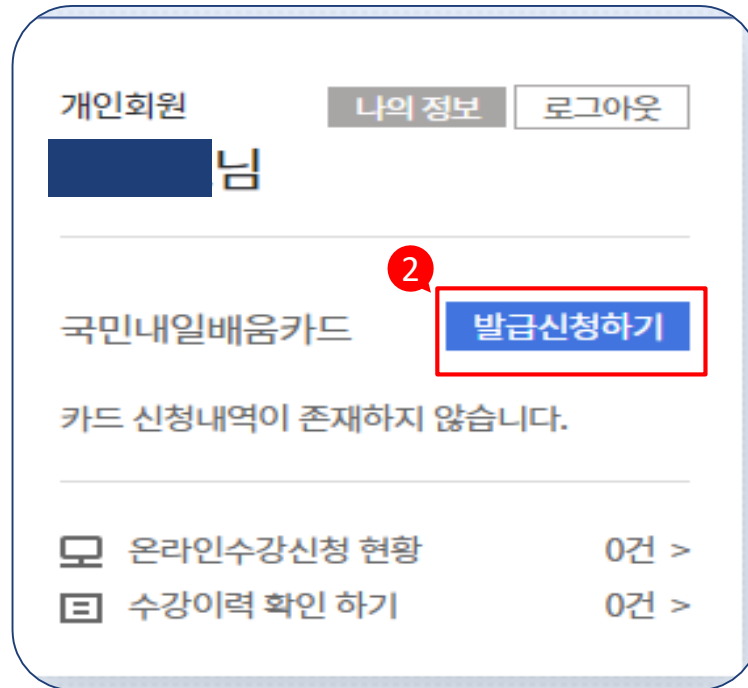 개인회원 나의 정보 로그아웃
님
2
국민내일배움카드 발급신청하기
카드 신청내역이 존재하지 않습니다.
온라인수강신청 현황 0건 >
수강이력 확인 하기 0건 >